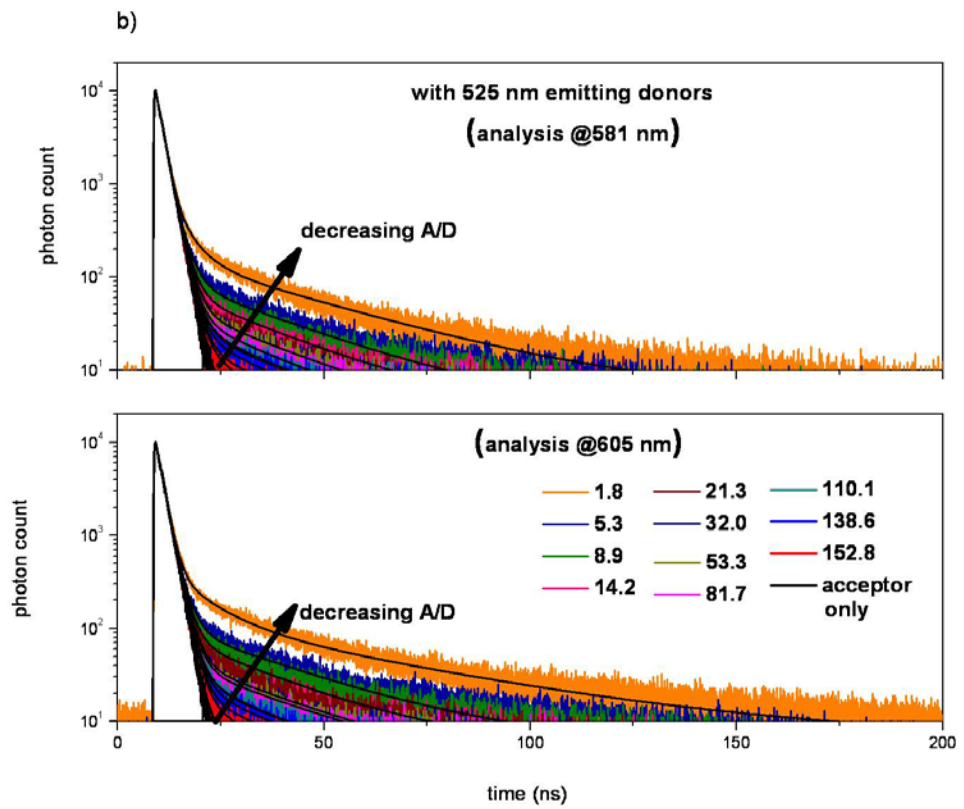 b)
with 525 nm emitting donors
(analysis @581 nm)
photon count
10⁴
10³
10²
10¹
decreasing A/D
(analysis @605 nm)
photon count
10⁴
10³
10²
10¹
decreasing A/D
1.8 21.3 110.1
5.3 32.0 138.6
8.9 53.3 152.8
14.2 81.7 acceptor
only
0 50 100 150 200
time (ns)